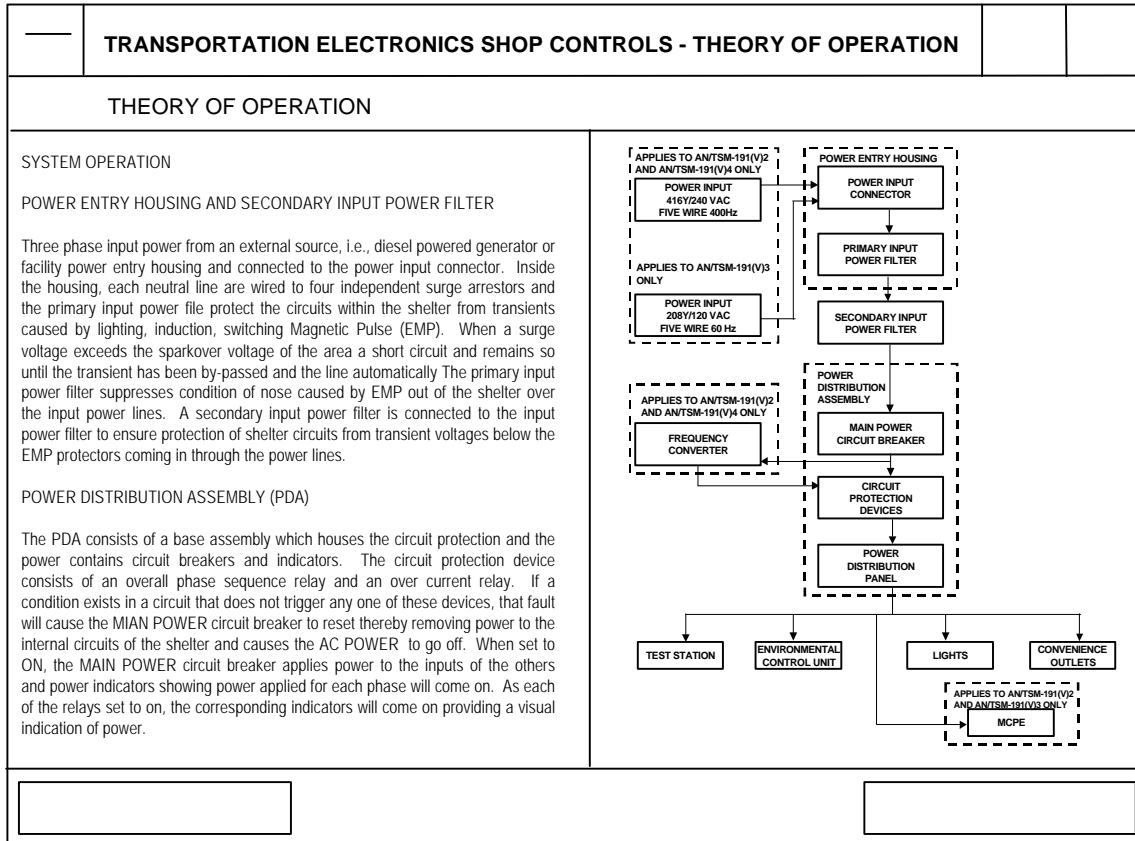 TRANSPORTATION ELECTRONICS SHOP CONTROLS - THEORY OF OPERATION
THEORY OF OPERATION
SYSTEM OPERATION
POWER ENTRY HOUSING AND SECONDARY INPUT POWER FILTER
Three phase input power from an external source, i.e., diesel powered generator or
facility power entry housing and connected to the power input connector. Inside
the housing, each neutral line are wired to four independent surge arrestors and
the primary input power file protect the circuits within the shelter from transients
caused by lighting, induction, switching Magnetic Pulse (EMP). When a surge
voltage exceeds the sparkover voltage of the area a short circuit and remains so
until the transient has been by-passed and the line automatically The primary input
power filter suppresses condition of nose caused by EMP out of the shelter over
the input power lines. A secondary input power filter is connected to the input
power filter to ensure protection of shelter circuits from transient voltages below the
EMP protectors coming in through the power lines.
POWER DISTRIBUTION ASSEMBLY (PDA)
The PDA consists of a base assembly which houses the circuit protection and the
power contains circuit breakers and indicators. The circuit protection device
consists of an overall phase sequence relay and an over current relay. If a
condition exists in a circuit that does not trigger any one of these devices, that fault
will cause the MIAN POWER circuit breaker to reset thereby removing power to the
internal circuits of the shelter and causes the AC POWER to go off. When set to
ON, the MAIN POWER circuit breaker applies power to the inputs of the others
and power indicators showing power applied for each phase will come on. As each
of the relays set to on, the corresponding indicators will come on providing a visual
indication of power.
APPLIES TO AN/TSM-191(V)2
AND AN/TSM-191(V)4 ONLY
POWER INPUT
416Y/240 VAC
FIVE WIRE 400Hz
APPLIES TO AN/TSM-191(V)3
ONLY
POWER INPUT
208Y/120 VAC
FIVE WIRE 60 Hz
POWER ENTRY HOUSING
POWER INPUT
CONNECTOR
PRIMARY INPUT
POWER FILTER
SECONDARY INPUT
POWER FILTER
POWER
DISTRIBUTION
ASSEMBLY
MAIN POWER
CIRCUIT BREAKER
APPLIES TO AN/TSM-191(V)2
AND AN/TSM-191(V)4 ONLY
FREQUENCY
CONVERTER
CIRCUIT
PROTECTION
DEVICES
POWER
DISTRIBUTION
PANEL
TEST STATION
ENVIRONMENTAL
CONTROL UNIT
LIGHTS
CONVENIENCE
OUTLETS
APPLIES TO AN/TSM-191(V)2
AND AN/TSM-191(V)3 ONLY
MCPE